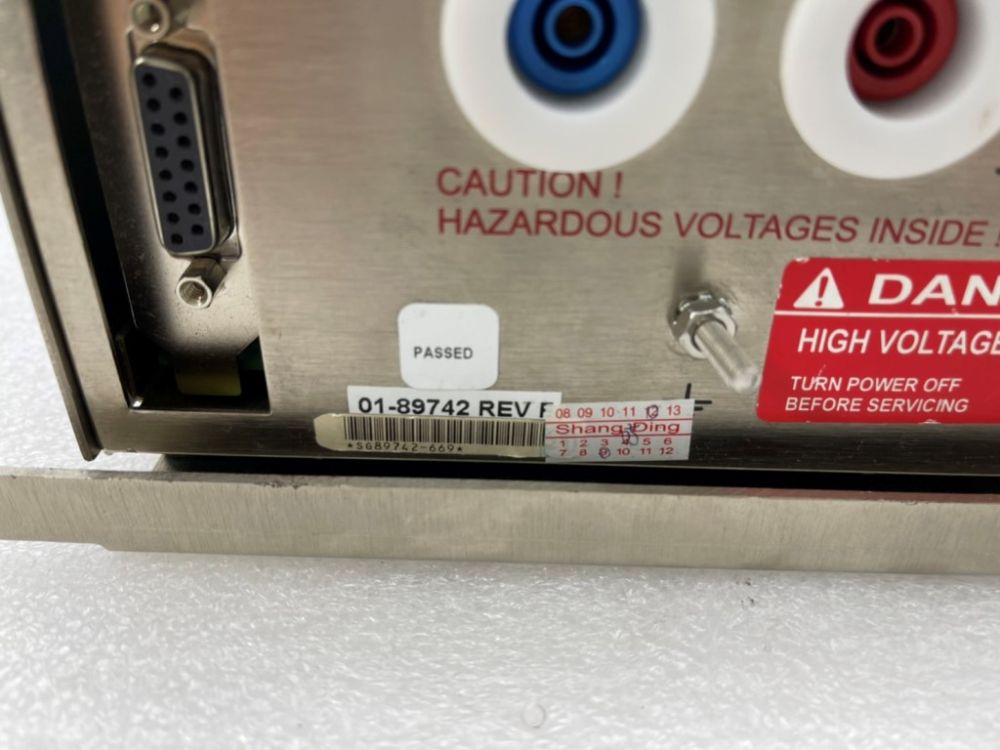 CAUTION !
HAZARDOUS VOLTAGES INSIDE
DAN
HIGH VOLTAGE
TURN POWER OFF
BEFORE SERVICING
PASSED
01-89742 REV
*SG89742-669*
08 09 10 11 12 13
Shang Ding
1 2 3 4 5 6
7 8 9 10 11 12